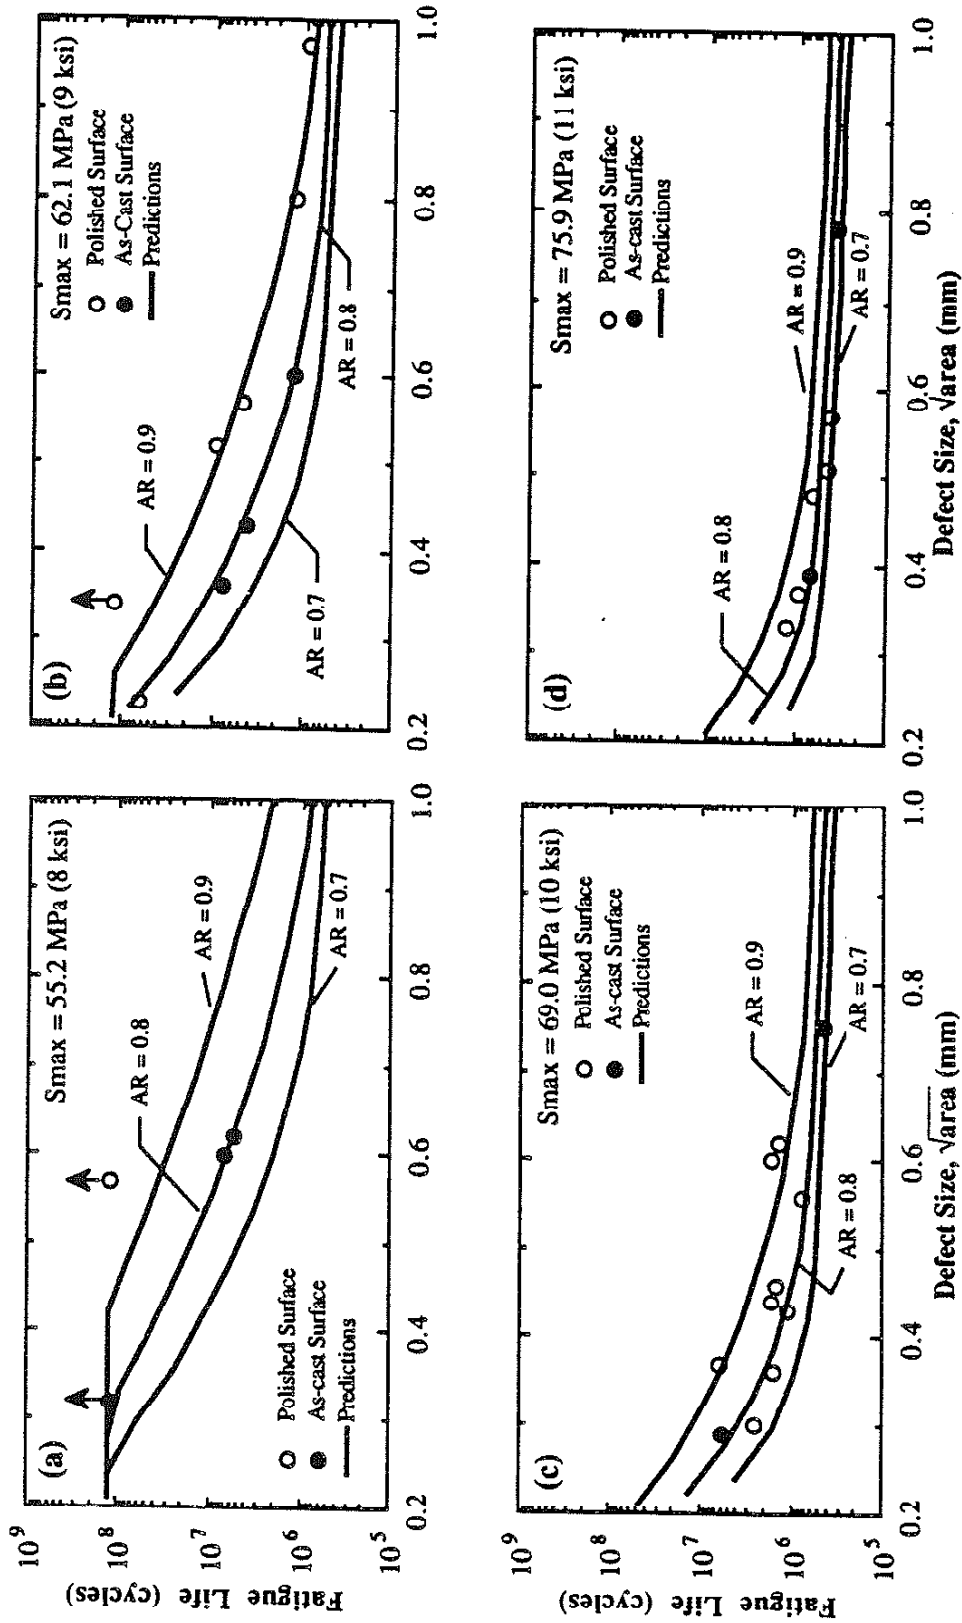 (a)
Smax = 55.2 MPa (8 ksi)
AR = 0.8
AR = 0.9
AR = 0.7
Polished Surface
As-cast Surface
Predictions
10⁹
10⁸
10⁷
10⁶
10⁵
Fatigue Life (cycles)
0.2
0.4
0.6
0.8
1.0
(b)
Smax = 62.1 MPa (9 ksi)
Polished Surface
As-Cast Surface
Predictions
AR = 0.9
AR = 0.7
AR = 0.8
0.2
0.4
0.6
0.8
1.0
(c)
Smax = 69.0 MPa (10 ksi)
Polished Surface
As-cast Surface
Predictions
AR = 0.9
AR = 0.8
AR = 0.7
10⁹
10⁸
10⁷
10⁶
10⁵
Fatigue Life (cycles)
0.2
0.4
0.6
0.8
1.0
Defect Size, √area (mm)
(d)
Smax = 75.9 MPa (11 ksi)
Polished Surface
As-cast Surface
Predictions
AR = 0.8
AR = 0.9
AR = 0.7
0.2
0.4
0.6
0.8
1.0
Defect Size, √area (mm)